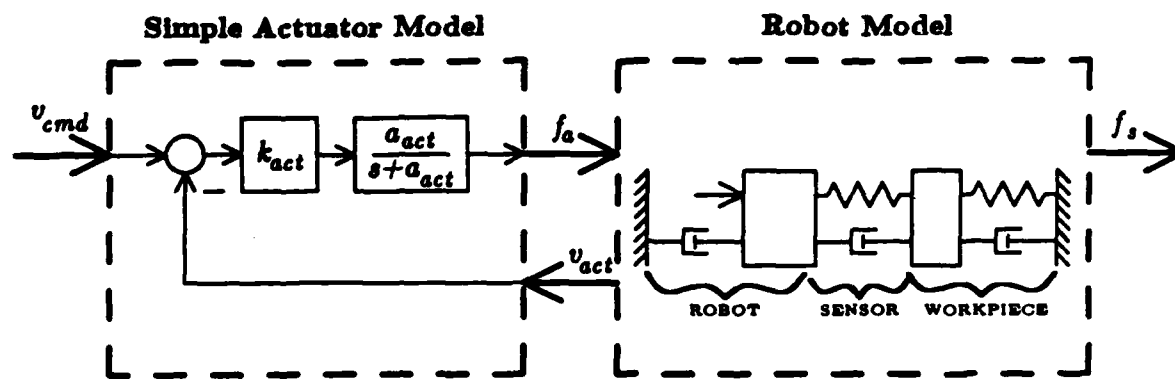 Simple Actuator Model
Robot Model
v_cmd
k_act
a_act
s+a_act
f_a
f_s
v_act
ROBOT SENSOR WORKPIECE